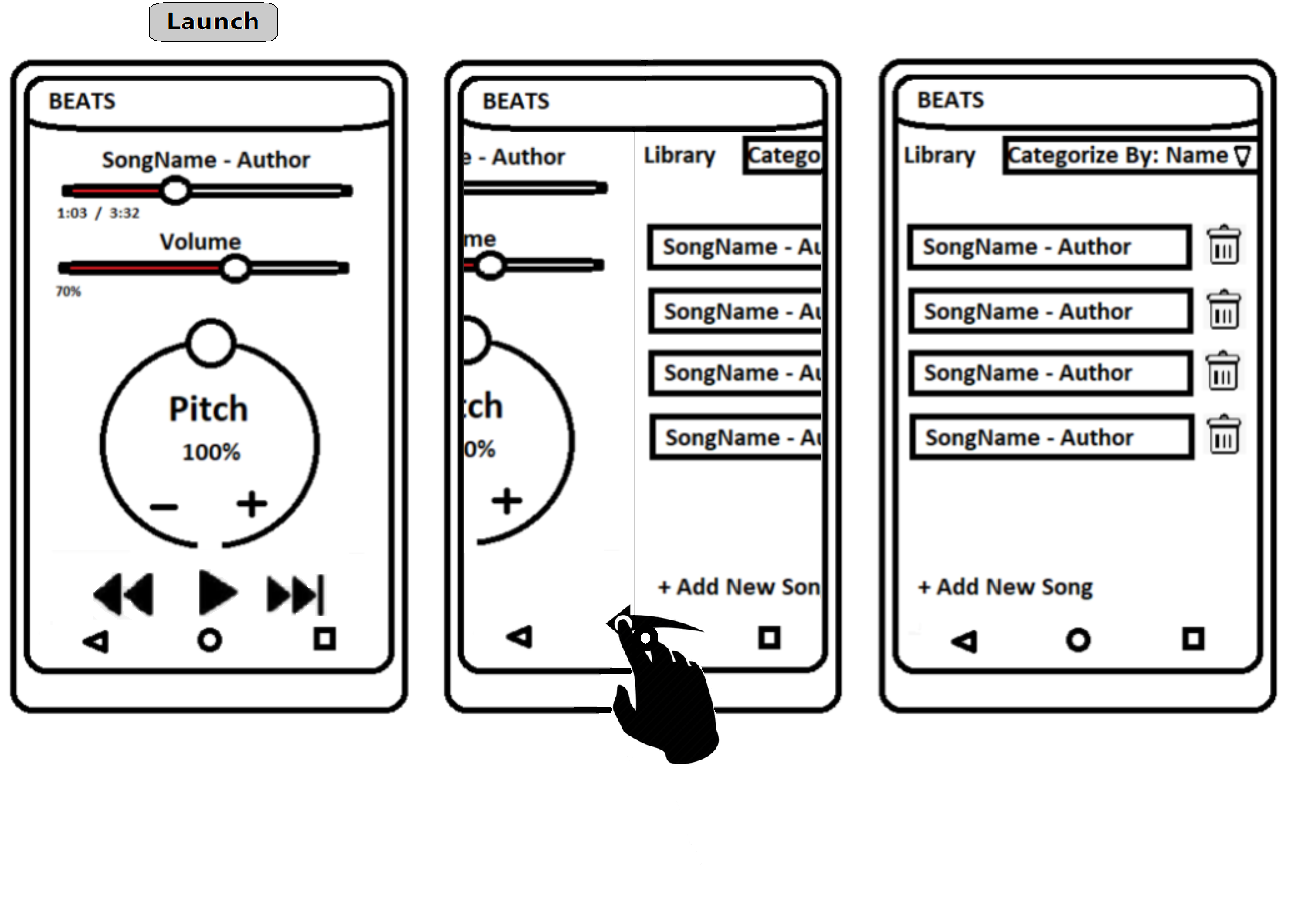 Launch
BEATS
SongName - Author
1:03 / 3:32
Volume
70%
Pitch
100%
BEATS
e - Author
Library
Catego
me
SongName - Au
SongName - Au
tch
SongName - Au
0%
SongName - Au
+ Add New Son
BEATS
Library
Categorize By: Name
SongName - Author
SongName - Author
SongName - Author
SongName - Author
+ Add New Song